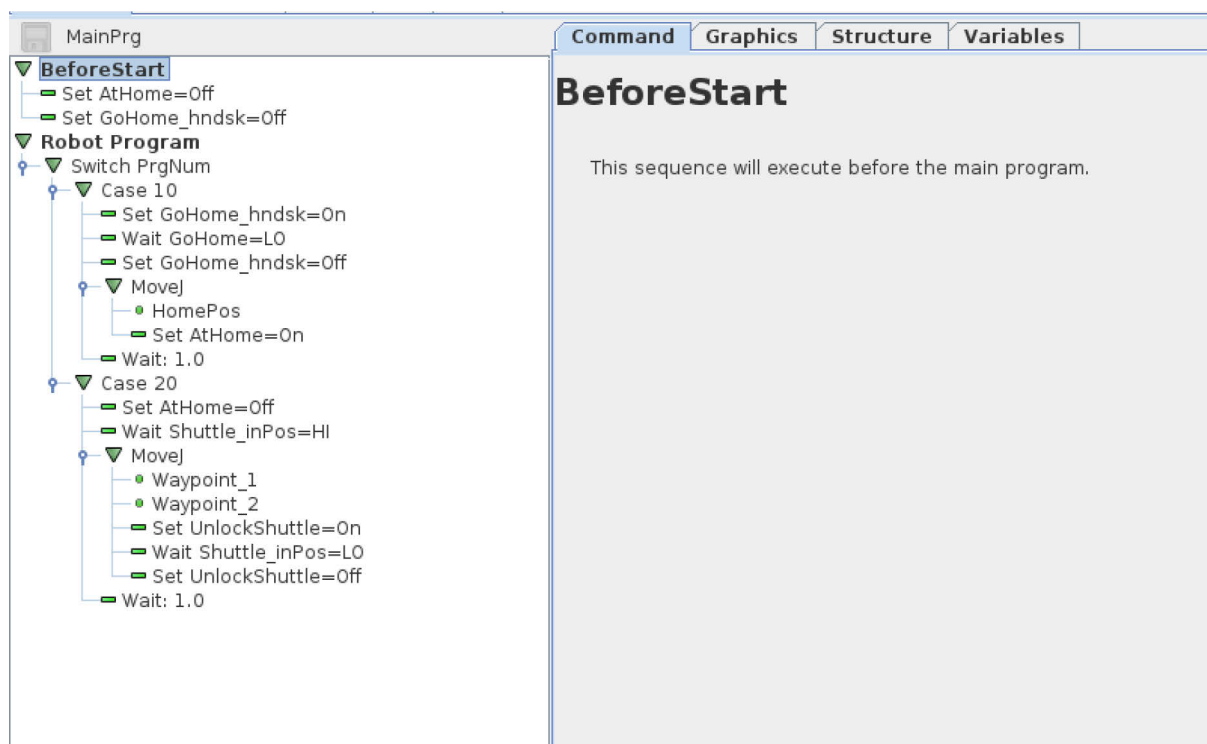 MainPrg
Command Graphics Structure Variables
BeforeStart
Set AtHome=Off
Set GoHome_hndsk=Off
Robot Program
Switch PrgNum
Case 10
Set GoHome_hndsk=On
Wait GoHome=LO
Set GoHome_hndsk=Off
MoveJ
HomePos
Set AtHome=On
Wait: 1.0
Case 20
Set AtHome=Off
Wait Shuttle_inPos=HI
MoveJ
Waypoint_1
Waypoint_2
Set UnlockShuttle=On
Wait Shuttle_inPos=LO
Set UnlockShuttle=Off
Wait: 1.0
BeforeStart
This sequence will execute before the main program.